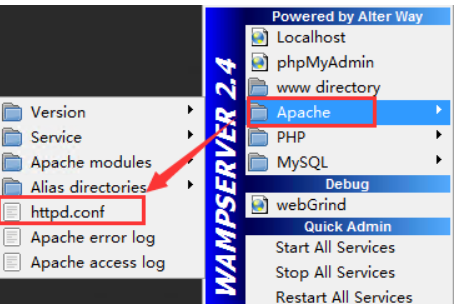 Powered by Alter Way
Localhost
phpMyAdmin
www directory
Apache
PHP
MySQL
Debug
webGrind
Quick Admin
Start All Services
Stop All Services
Restart All Services
WAMPSERVER 2.4
Version
Service
Apache modules
Alias directories
httpd.conf
Apache error log
Apache access log